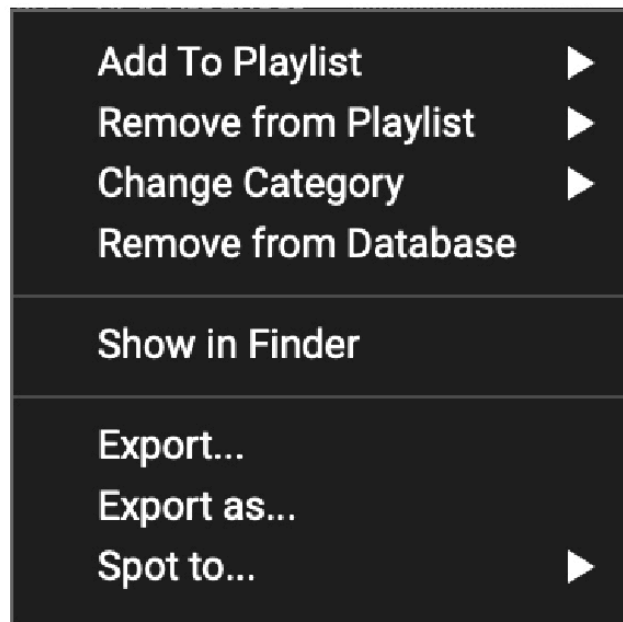 Add To Playlist
Remove from Playlist
Change Category
Remove from Database
Show in Finder
Export...
Export as...
Spot to...